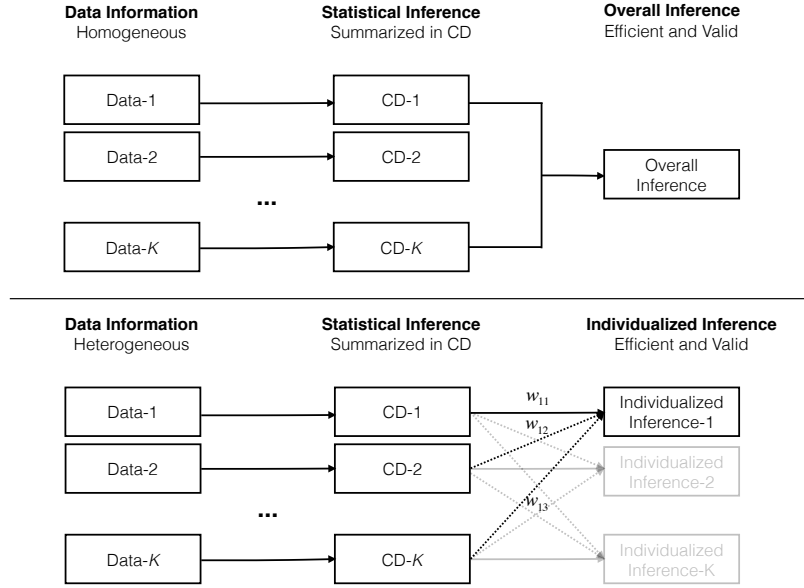 Data Information
Homogeneous
Statistical Inference
Summarized in CD
Overall Inference
Efficient and Valid
Data-1
CD-1
Data-2
CD-2
Overall
Inference
...
Data-K
CD-K
Data Information
Heterogeneous
Statistical Inference
Summarized in CD
Individualized Inference
Efficient and Valid
Data-1
CD-1
w11
Individualized
Inference-1
w12
Data-2
CD-2
Individualized
Inference-2
...
w13
Data-K
CD-K
Individualized
Inference-K